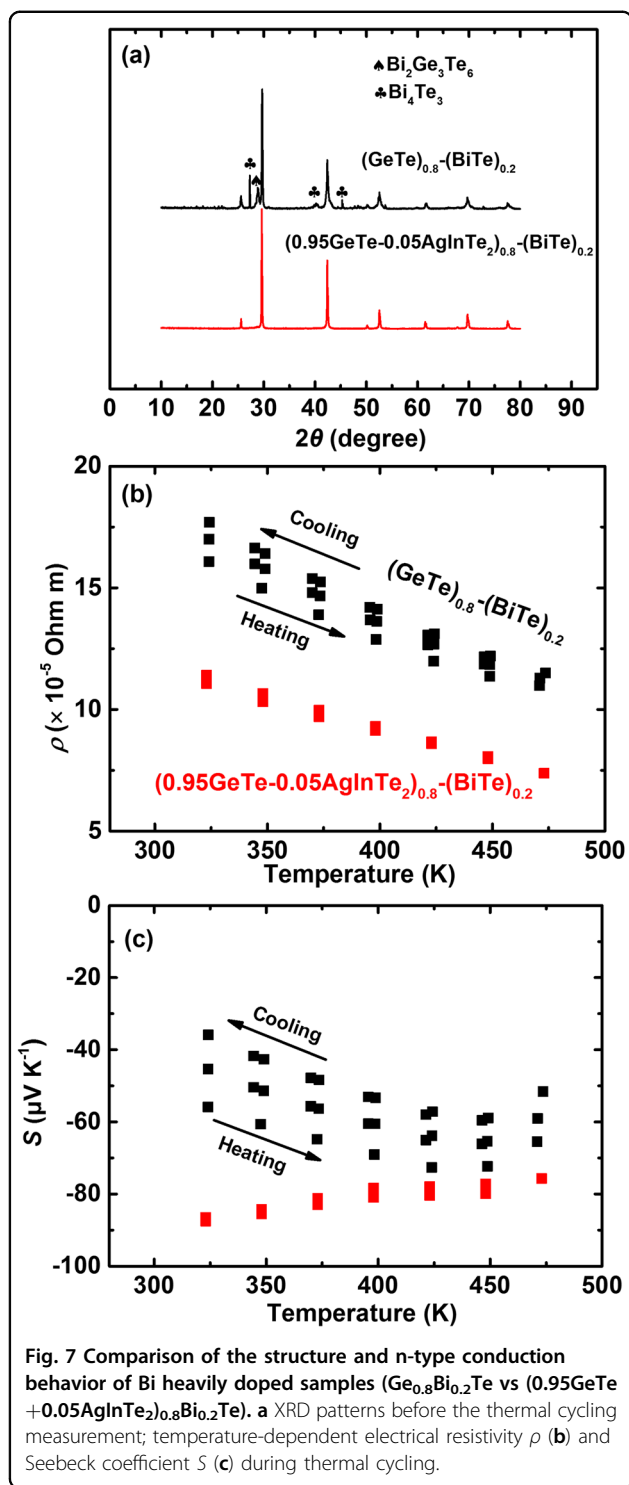 (a)
♠Bi2Ge3Te6
♣Bi4Te3
♣
♠
♣
♣
(GeTe)0.8-(BiTe)0.2
(0.95GeTe-0.05AgInTe2)0.8-(BiTe)0.2
0 10 20 30 40 50 60 70 80 90
2θ (degree)
(b)
20
15
10
5
ρ (× 10-5 Ohm m)
Cooling
(GeTe)0.8-(BiTe)0.2
Heating
(0.95GeTe-0.05AgInTe2)0.8-(BiTe)0.2
300 350 400 450 500
Temperature (K)
(c)
0
-20
-40
-60
-80
-100
S (μV K-1)
Cooling
Heating
300 350 400 450 500
Temperature (K)
Fig. 7 Comparison of the structure and n-type conduction
behavior of Bi heavily doped samples (Ge0.8Bi0.2Te vs (0.95GeTe
+0.05AgInTe2)0.8Bi0.2Te). a XRD patterns before the thermal cycling
measurement; temperature-dependent electrical resistivity ρ (b) and
Seebeck coefficient S (c) during thermal cycling.